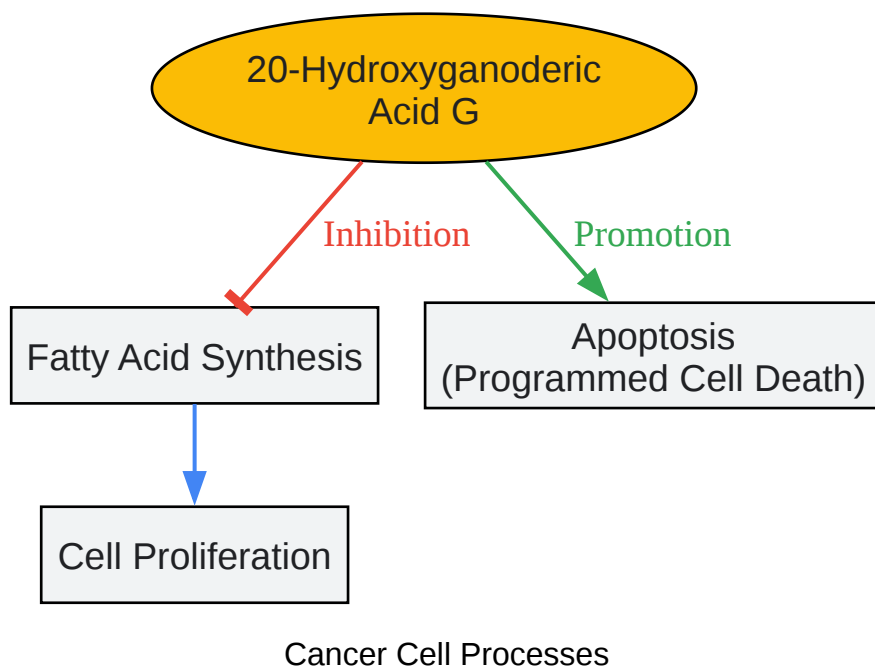 20-Hydroxyganoderic
Acid G
Inhibition
Promotion
Fatty Acid Synthesis
Apoptosis
(Programmed Cell Death)
Cell Proliferation
Cancer Cell Processes